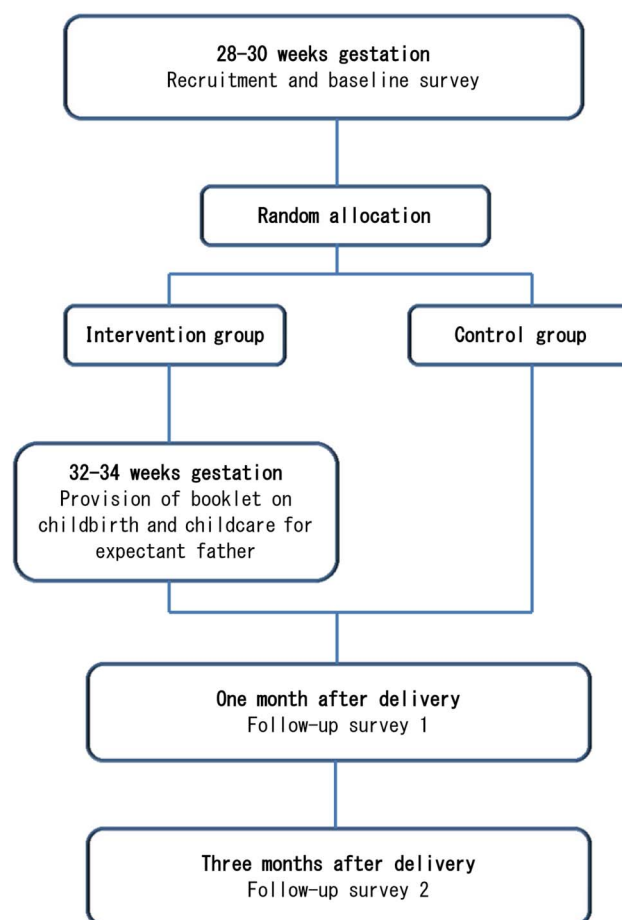 28-30 weeks gestation
Recruitment and baseline survey
Random allocation
Intervention group
Control group
32-34 weeks gestation
Provision of booklet on
childbirth and childcare for
expectant father
One month after delivery
Follow-up survey 1
Three months after delivery
Follow-up survey 2